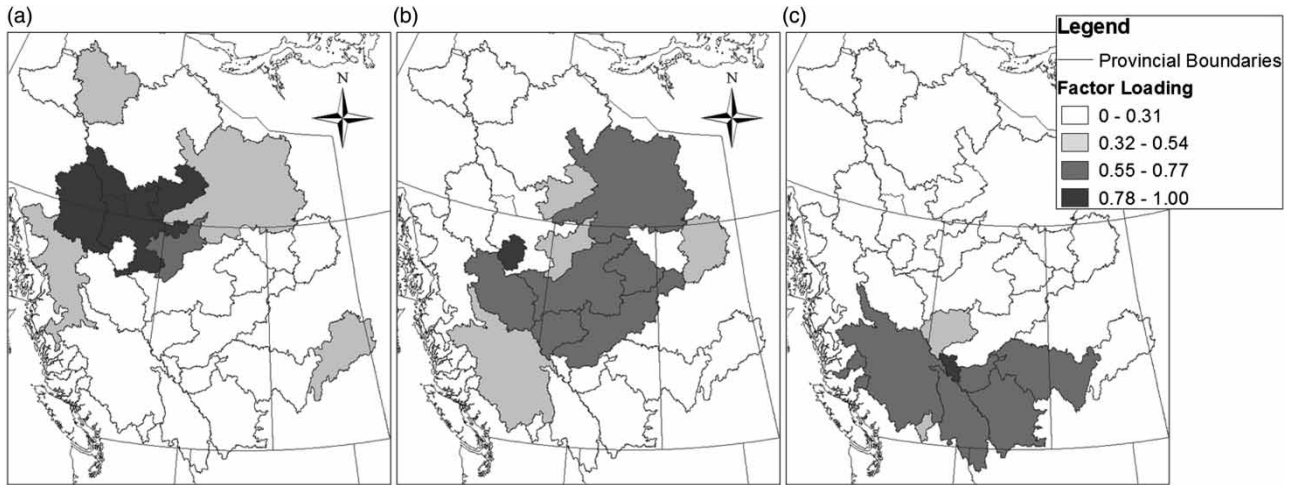 (a)
(b)
(c)
N
N
Legend
Provincial Boundaries
Factor Loading
0 - 0.31
0.32 - 0.54
0.55 - 0.77
0.78 - 1.00